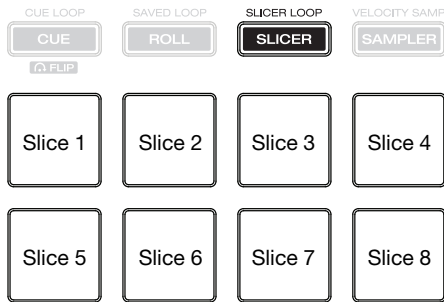 CUE LOOP SAVED LOOP SLICER LOOP VELOCITY SAMP
CUE ROLL SLICER SAMPLER
FLIP
Slice 1 Slice 2 Slice 3 Slice 4
Slice 5 Slice 6 Slice 7 Slice 8